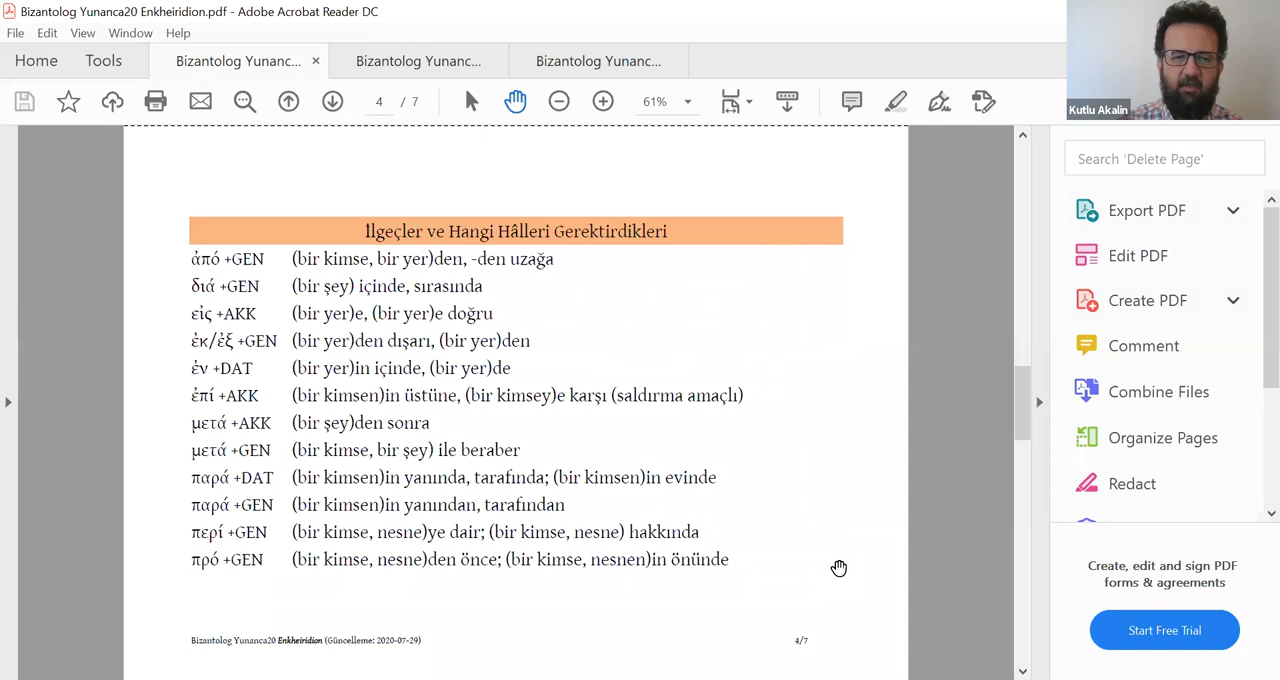 Bizantolog Yunanca20 Enkheiridion.pdf - Adobe Acrobat Reader DC
File Edit View Window Help
Home Tools Bizantolog Yunanc... × Bizantolog Yunanc... Bizantolog Yunanc...
4 / 7 61%
Kutlu Akalin
İlgeçler ve Hangi Hâlleri Gerektirdikleri
ἀπό +GEN (bir kimse, bir yer)den, -den uzağa
διά +GEN (bir şey) içinde, sırasında
εἰς +AKK (bir yer)e, (bir yer)e doğru
ἐκ/ἐξ +GEN (bir yer)den dışarı, (bir yer)den
ἐν +DAT (bir yer)in içinde, (bir yer)de
ἐπί +AKK (bir kimsen)in üstüne, (bir kimsey)e karşı (saldırma amaçlı)
μετά +AKK (bir şey)den sonra
μετά +GEN (bir kimse, bir şey) ile beraber
παρά +DAT (bir kimsen)in yanında, tarafında; (bir kimsen)in evinde
παρά +GEN (bir kimsen)in yanından, tarafından
περί +GEN (bir kimse, nesne)ye dair; (bir kimse, nesne) hakkında
πρό +GEN (bir kimse, nesne)den önce; (bir kimse, nesnen)in önünde
Bizantolog Yunanca20 Enkheiridion (Güncelleme: 2020-07-29) 4/7
Search 'Delete Page'
Export PDF
Edit PDF
Create PDF
Comment
Combine Files
Organize Pages
Redact
Create, edit and sign PDF
forms & agreements
Start Free Trial